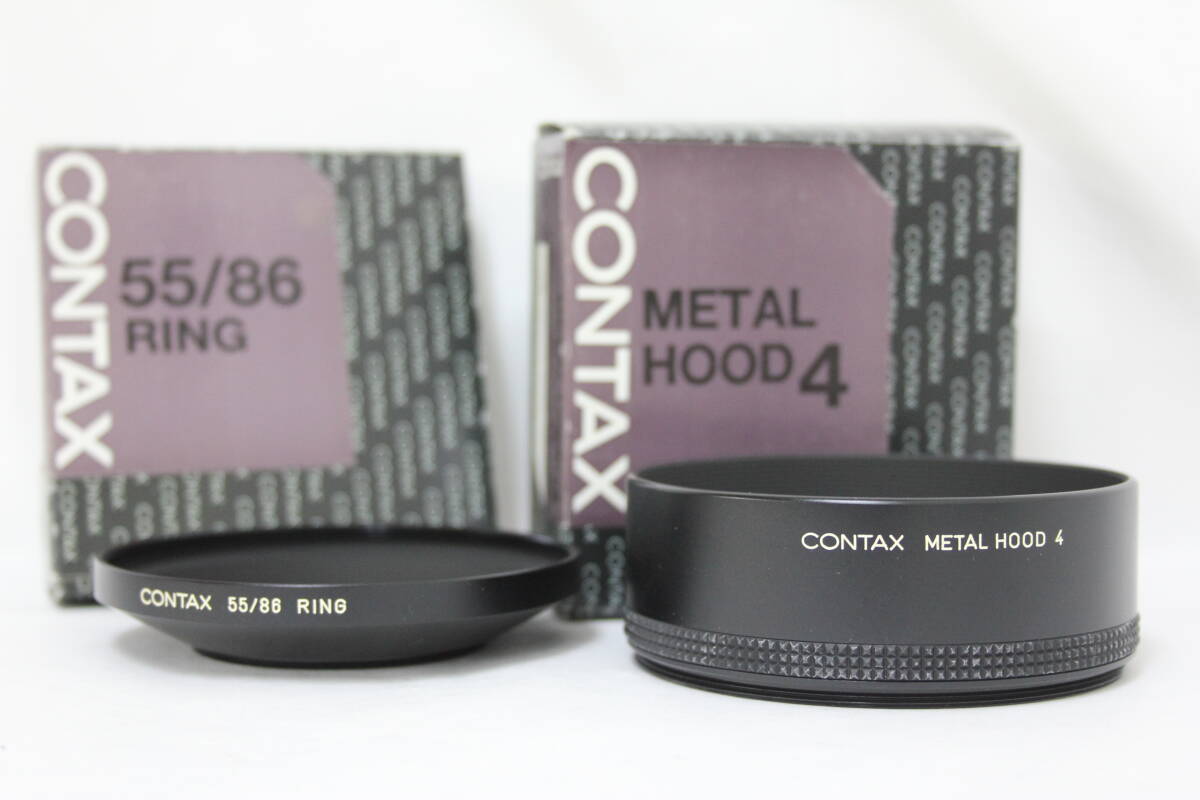 CONTAX
55/86
RING
CONTAX
METAL
HOOD 4
CONTAX 55/86 RING
CONTAX METAL HOOD 4